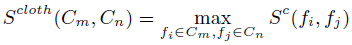 S^{cloth}(C_m, C_n) = \max_{f_i \in C_m, f_j \in C_n} S^c(f_i, f_j)